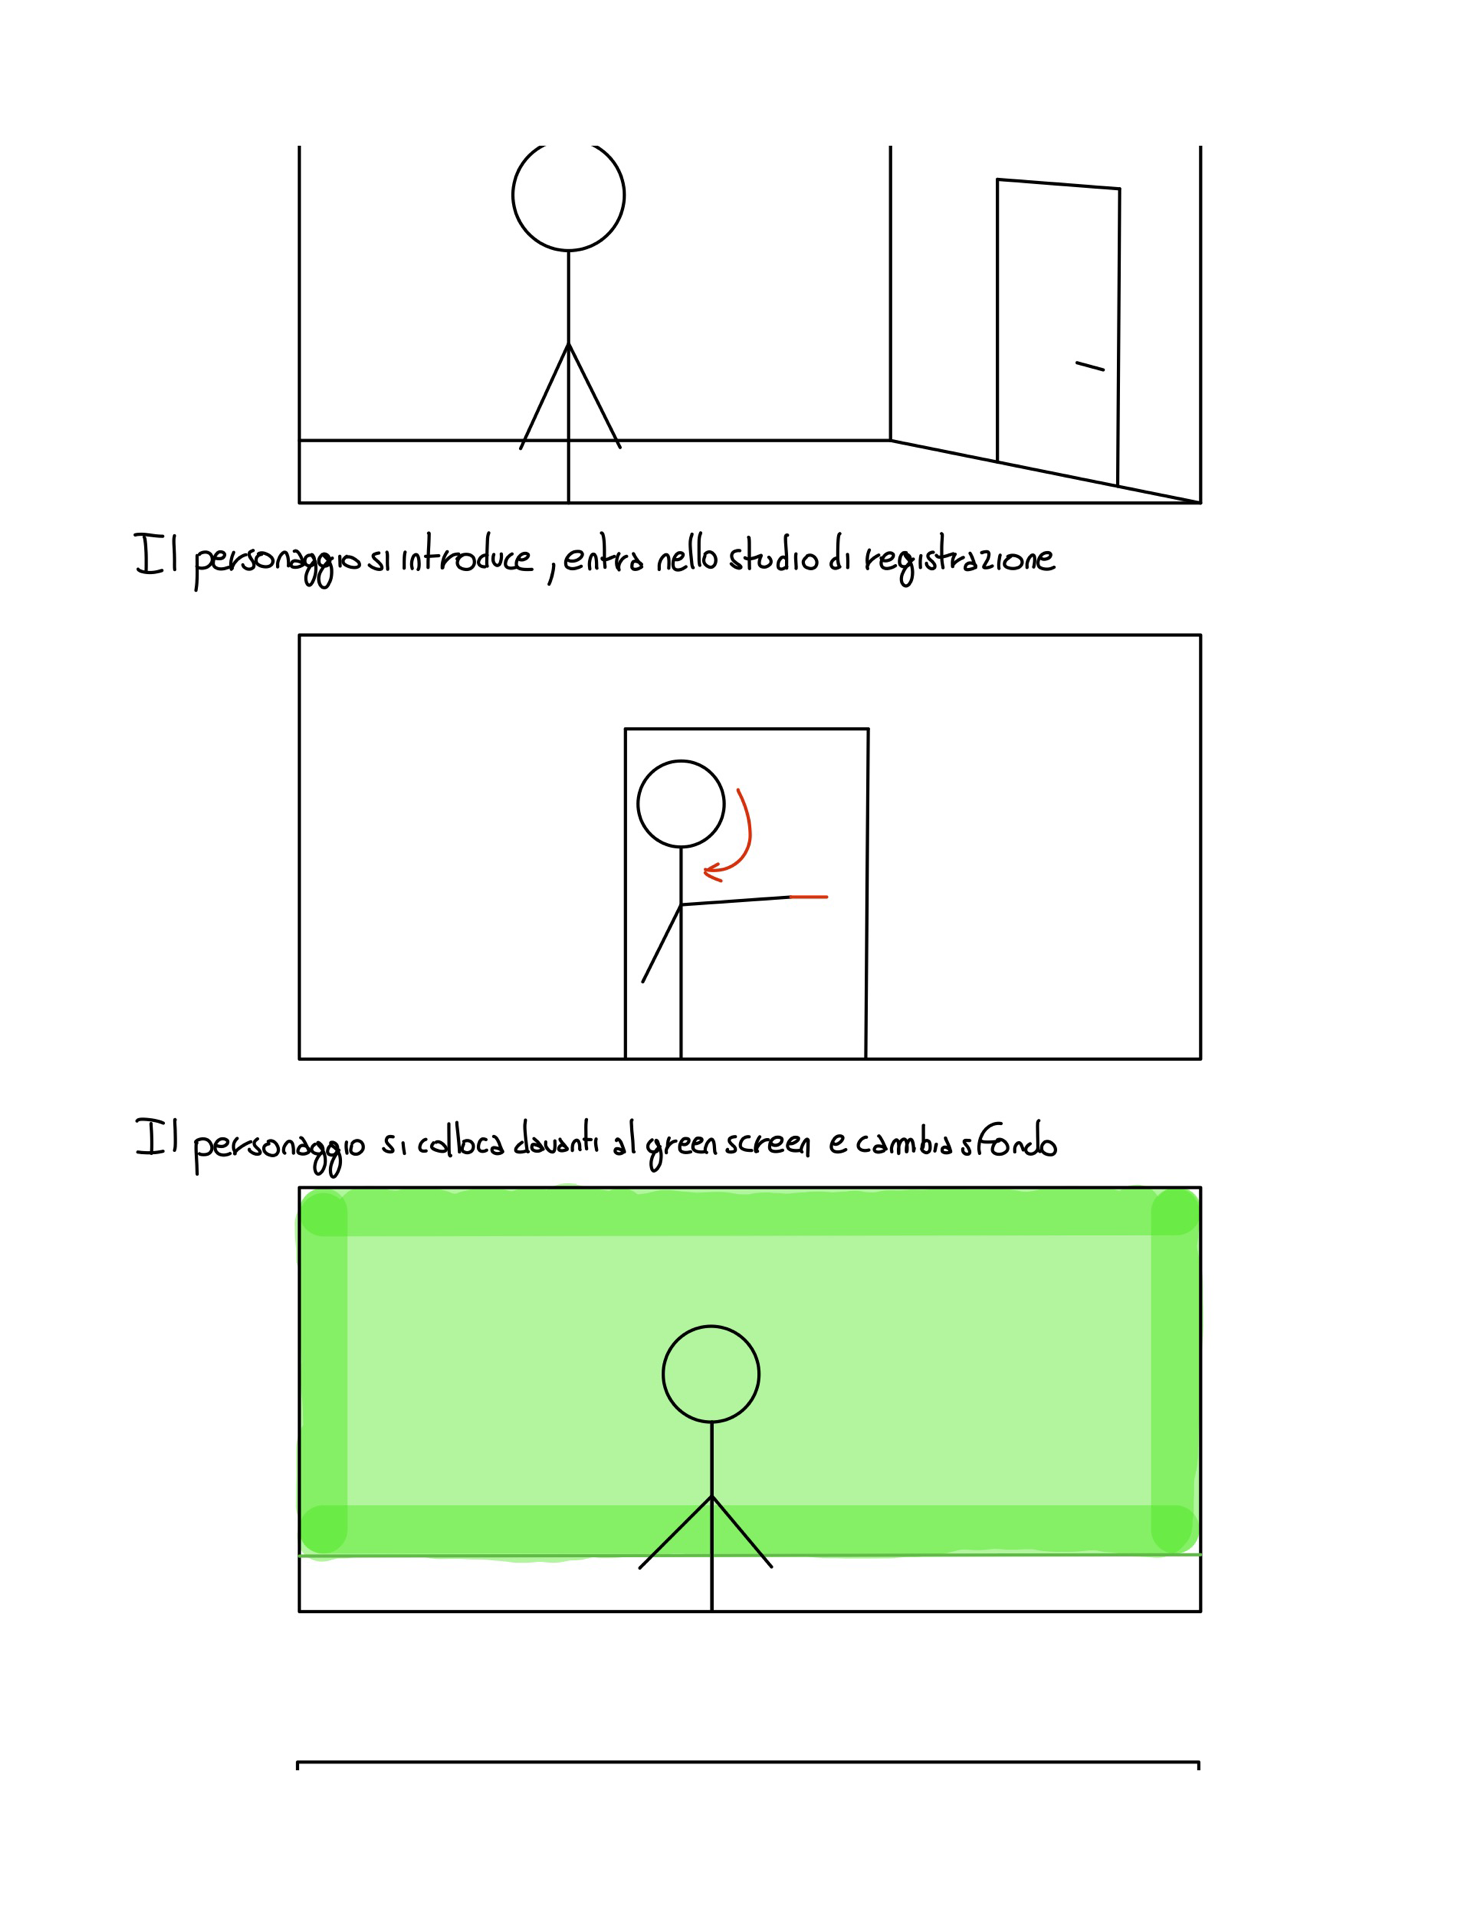 Il personaggio si introduce, entra nello studio di registrazione
Il personaggio si colloca davanti al green screen e cambia sfondo